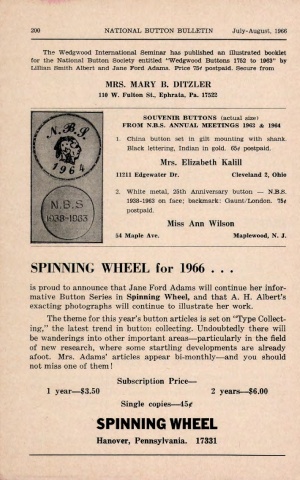 200 NATIONAL BUTTON BULLETIN July-August, 1966
The Wedgwood International Seminar has published an illustrated booklet
for the National Button Society entitled "Wedgwood Buttons 1752 to 1963" by
Lillian Smith Albert and Jane Ford Adams. Price 75¢ postpaid. Secure from
MRS. MARY B. DITZLER
110 W. Fulton St., Ephrata, Pa. 17522
N.B.S.
1964
N.B.S
1938-1963
SOUVENIR BUTTONS (actual size)
FROM N.B.S. ANNUAL MEETINGS 1963 & 1964
1. China button set in gilt mounting with shank.
Black lettering, Indian in gold. 65¢ postpaid.
Mrs. Elizabeth Kalill
11211 Edgewater Dr. Cleveland 2, Ohio
2. White metal, 25th Anniversary button — N.B.S.
1938-1963 on face; backmark: Gaunt/London. 75¢
postpaid.
Miss Ann Wilson
54 Maple Ave. Maplewood, N. J.
SPINNING WHEEL for 1966 . . .
is proud to announce that Jane Ford Adams will continue her infor-
mative Button Series in Spinning Wheel, and that A. H. Albert's
exacting photographs will continue to illustrate her work.
The theme for this year's button articles is set on "Type Collect-
ing," the latest trend in button collecting. Undoubtedly there will
be wanderings into other important areas—particularly in the field
of new research, where some startling developments are already
afoot. Mrs. Adams' articles appear bi-monthly—and you should
not miss one of them!
Subscription Price—
1 year—$3.50 2 years—$6.00
Single copies—45¢
SPINNING WHEEL
Hanover, Pennsylvania. 17331